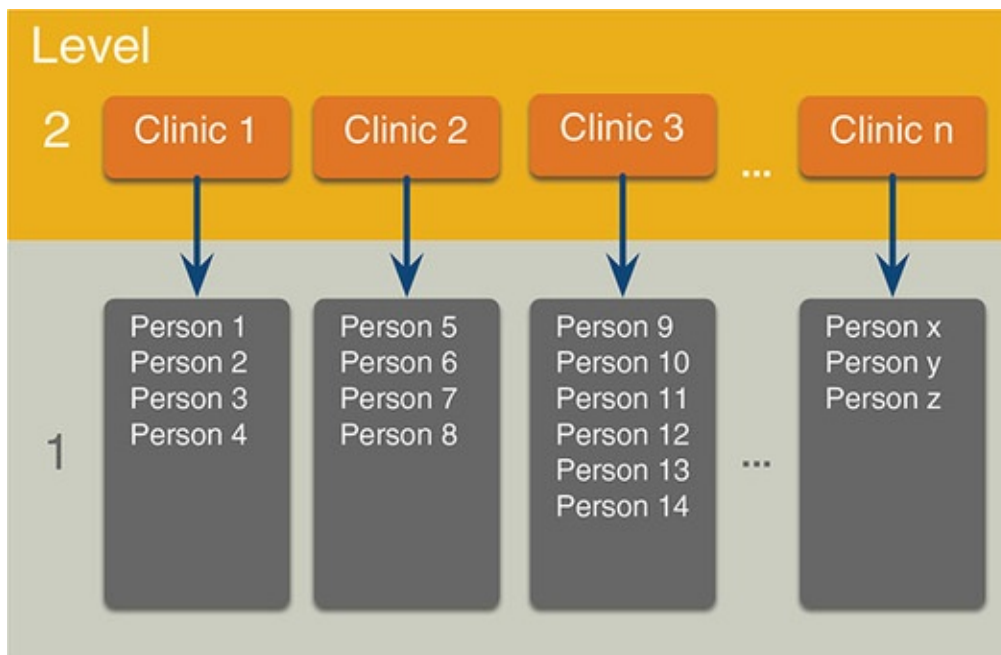 Level
2
Clinic 1
Clinic 2
Clinic 3
...
Clinic n
1
Person 1
Person 2
Person 3
Person 4
Person 5
Person 6
Person 7
Person 8
Person 9
Person 10
Person 11
Person 12
Person 13
Person 14
...
Person x
Person y
Person z